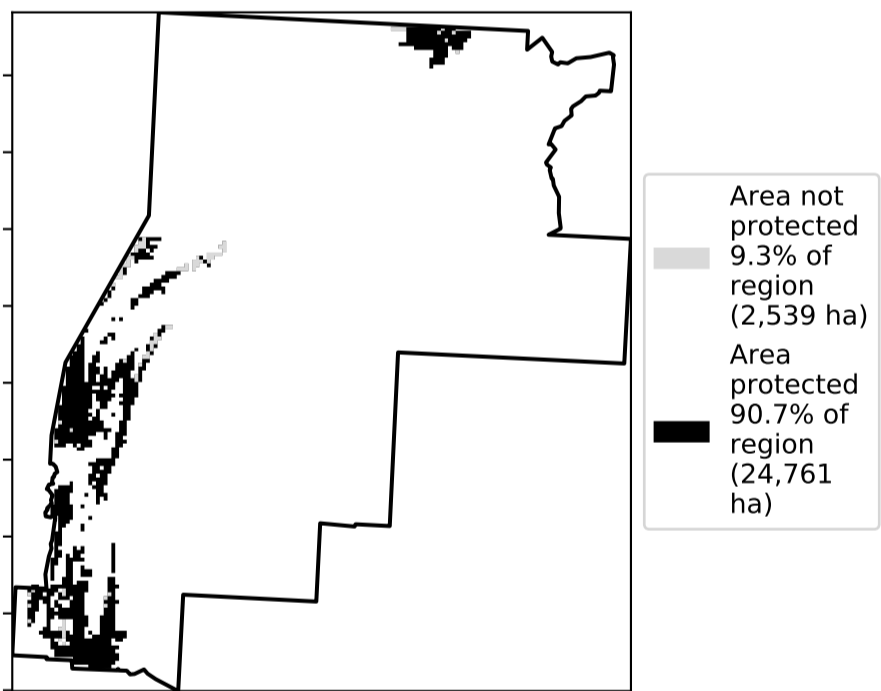 Area not
protected
9.3% of
region
(2,539 ha)
Area
protected
90.7% of
region
(24,761
ha)